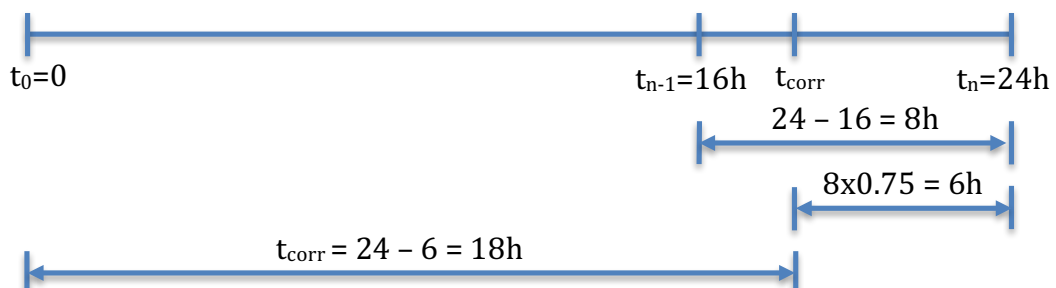 t₀=0 tₙ₋₁=16h t_corr tₙ=24h
24 – 16 = 8h
8x0.75 = 6h
t_corr = 24 – 6 = 18h